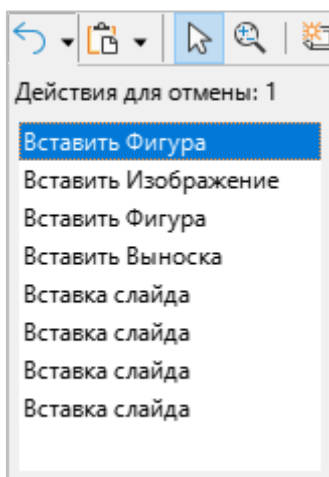 Действия для отмены: 1
Вставить Фигура
Вставить Изображение
Вставить Фигура
Вставить Выноска
Вставка слайда
Вставка слайда
Вставка слайда
Вставка слайда